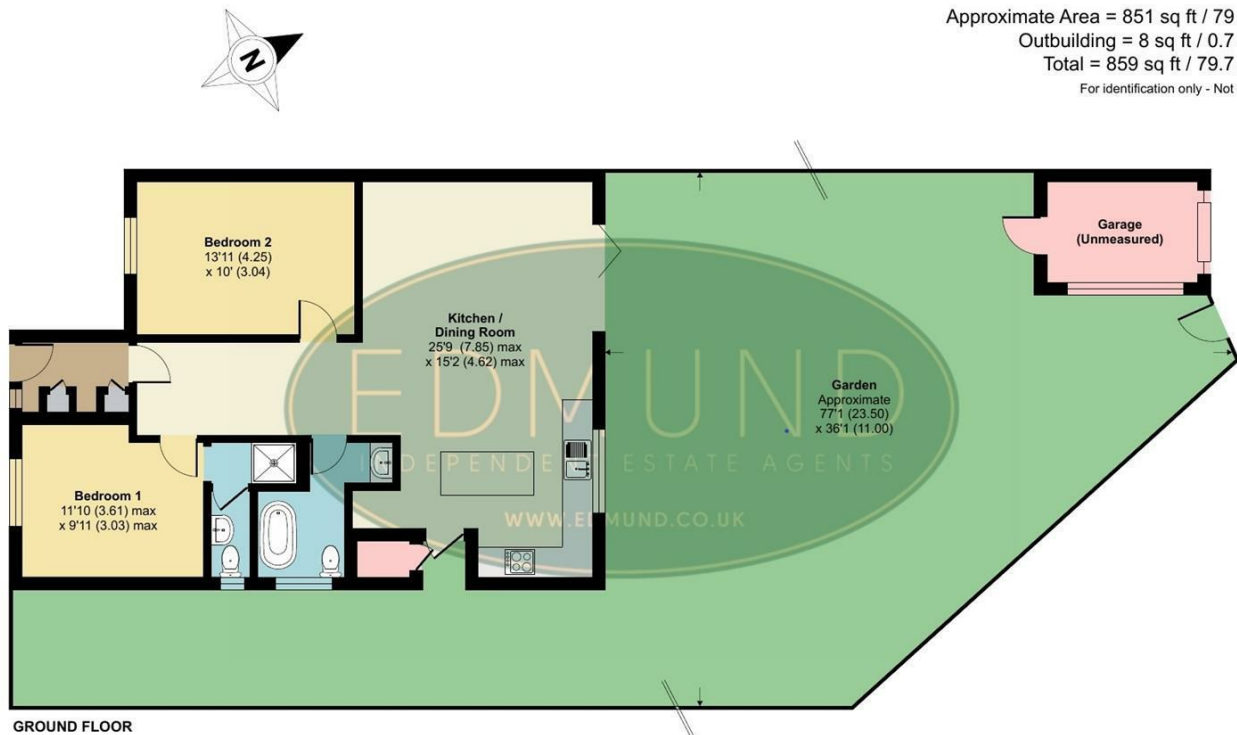 Approximate Area = 851 sq ft / 79
Outbuilding = 8 sq ft / 0.7
Total = 859 sq ft / 79.7
For identification only - Not
N
Bedroom 2
13'11 (4.25)
x 10' (3.04)
Garage
(Unmeasured)
Kitchen /
Dining Room
25'9 (7.85) max
x 15'2 (4.62) max
EDMUND
INDEPENDENT ESTATE AGENTS
WWW.EDMUND.CO.UK
Garden
Approximate
77'1 (23.50)
x 36'1 (11.00)
Bedroom 1
11'10 (3.61) max
x 9'11 (3.03) max
GROUND FLOOR